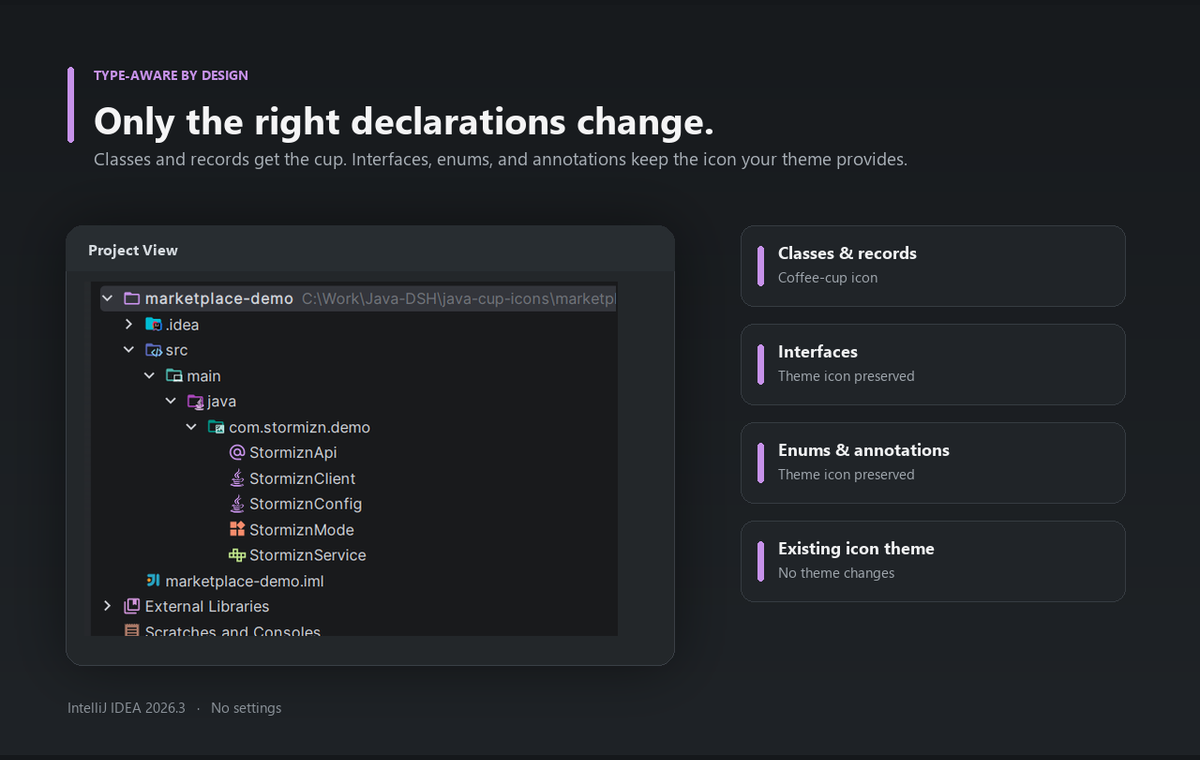 TYPE-AWARE BY DESIGN
Only the right declarations change.
Classes and records get the cup. Interfaces, enums, and annotations keep the icon your theme provides.
Project View
marketplace-demo C:\Work\Java-DSH\java-cup-icons\marketpl
.idea
src
main
java
com.stormizn.demo
StormiznApi
StormiznClient
StormiznConfig
StormiznMode
StormiznService
marketplace-demo.iml
External Libraries
Scratches and Consoles
Classes & records
Coffee-cup icon
Interfaces
Theme icon preserved
Enums & annotations
Theme icon preserved
Existing icon theme
No theme changes
IntelliJ IDEA 2026.3 · No settings